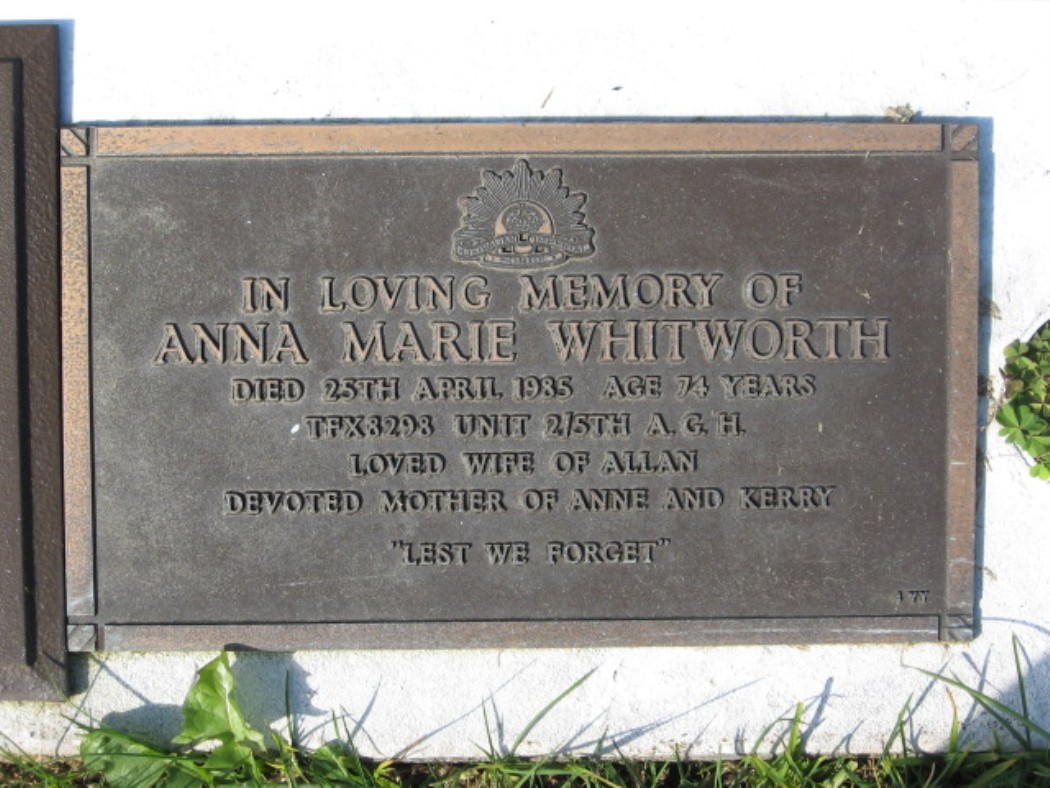 IN LOVING MEMORY OF
ANNA MARIE WHITWORTH
DIED 25TH APRIL 1985 AGE 74 YEARS
TFX8298 UNIT 2/5TH A.G.H.
LOVED WIFE OF ALLAN
DEVOTED MOTHER OF ANNE AND KERRY
"LEST WE FORGET"